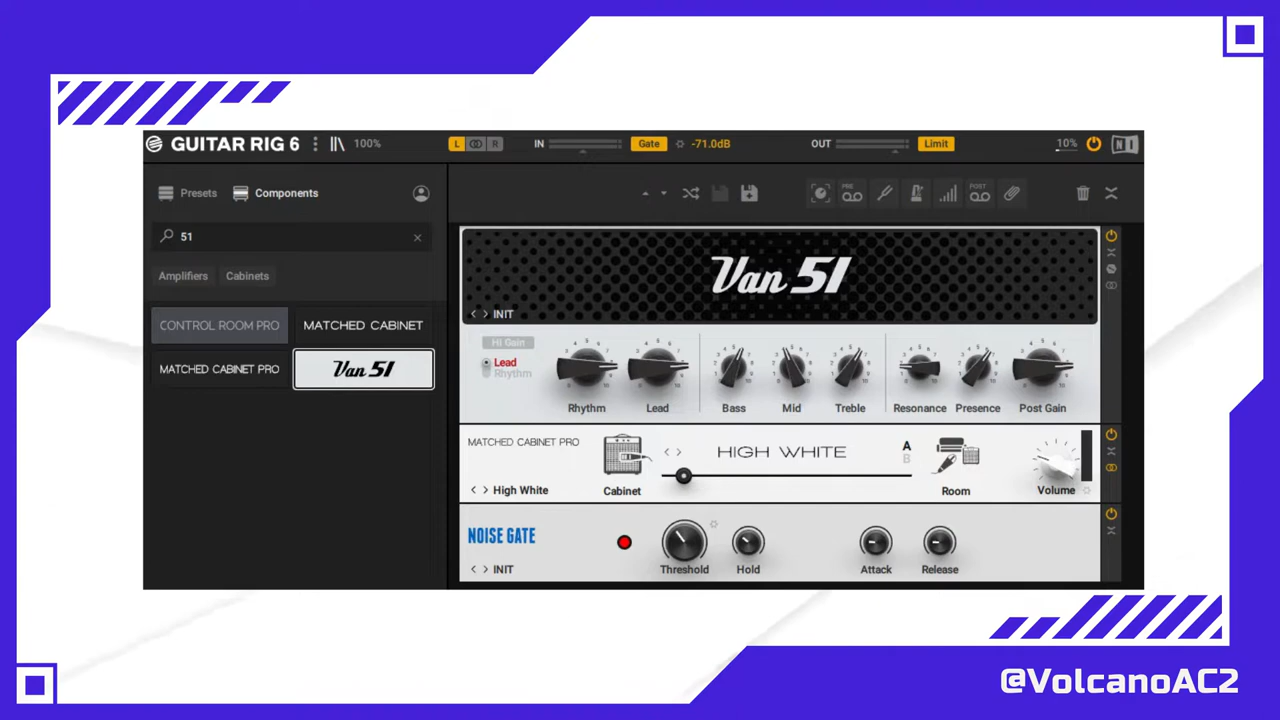 GUITAR RIG 6
100%
L R
IN
Gate
-71.0dB
OUT
Limit
10%
N I
Presets
Components
PRE
POST
51
Amplifiers
Cabinets
CONTROL ROOM PRO
MATCHED CABINET
MATCHED CABINET PRO
Van 51
Van 51
INIT
Hi Gain
Lead
Rhythm
Rhythm
Lead
Bass
Mid
Treble
Resonance
Presence
Post Gain
MATCHED CABINET PRO
HIGH WHITE
A
B
High White
Cabinet
Room
Volume
NOISE GATE
INIT
Threshold
Hold
Attack
Release
@VolcanoAC2